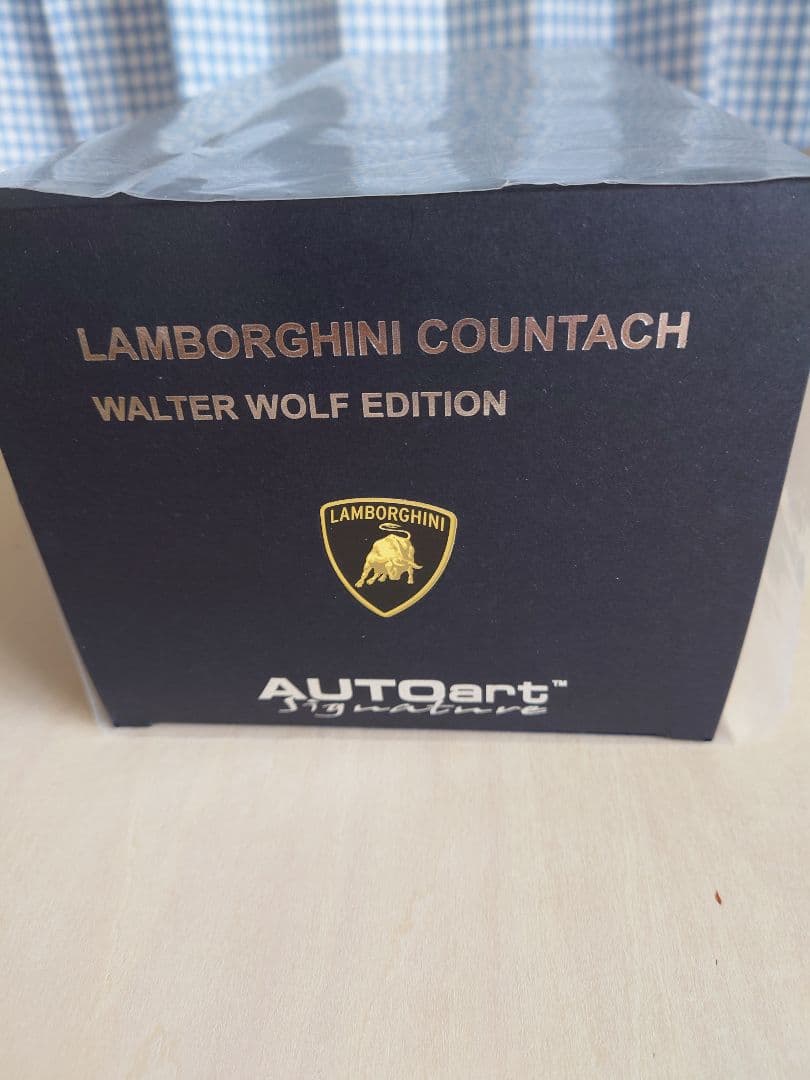 LAMBORGHINI COUNTACH
WALTER WOLF EDITION
LAMBORGHINI
AUTOart™
Signature